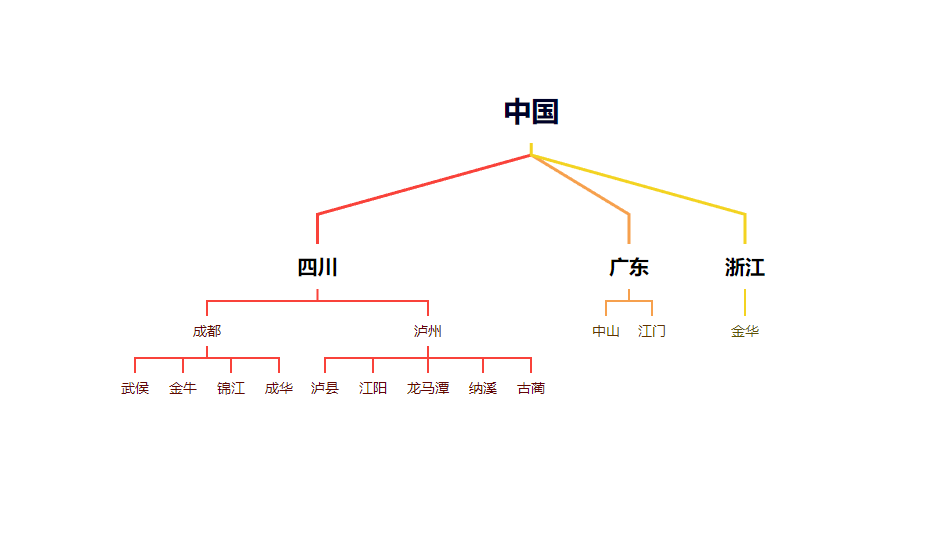 中国
四川 广东 浙江
成都 泸州 中山 江门 金华
武侯 金牛 锦江 成华 泸县 江阳 龙马潭 纳溪 古蔺